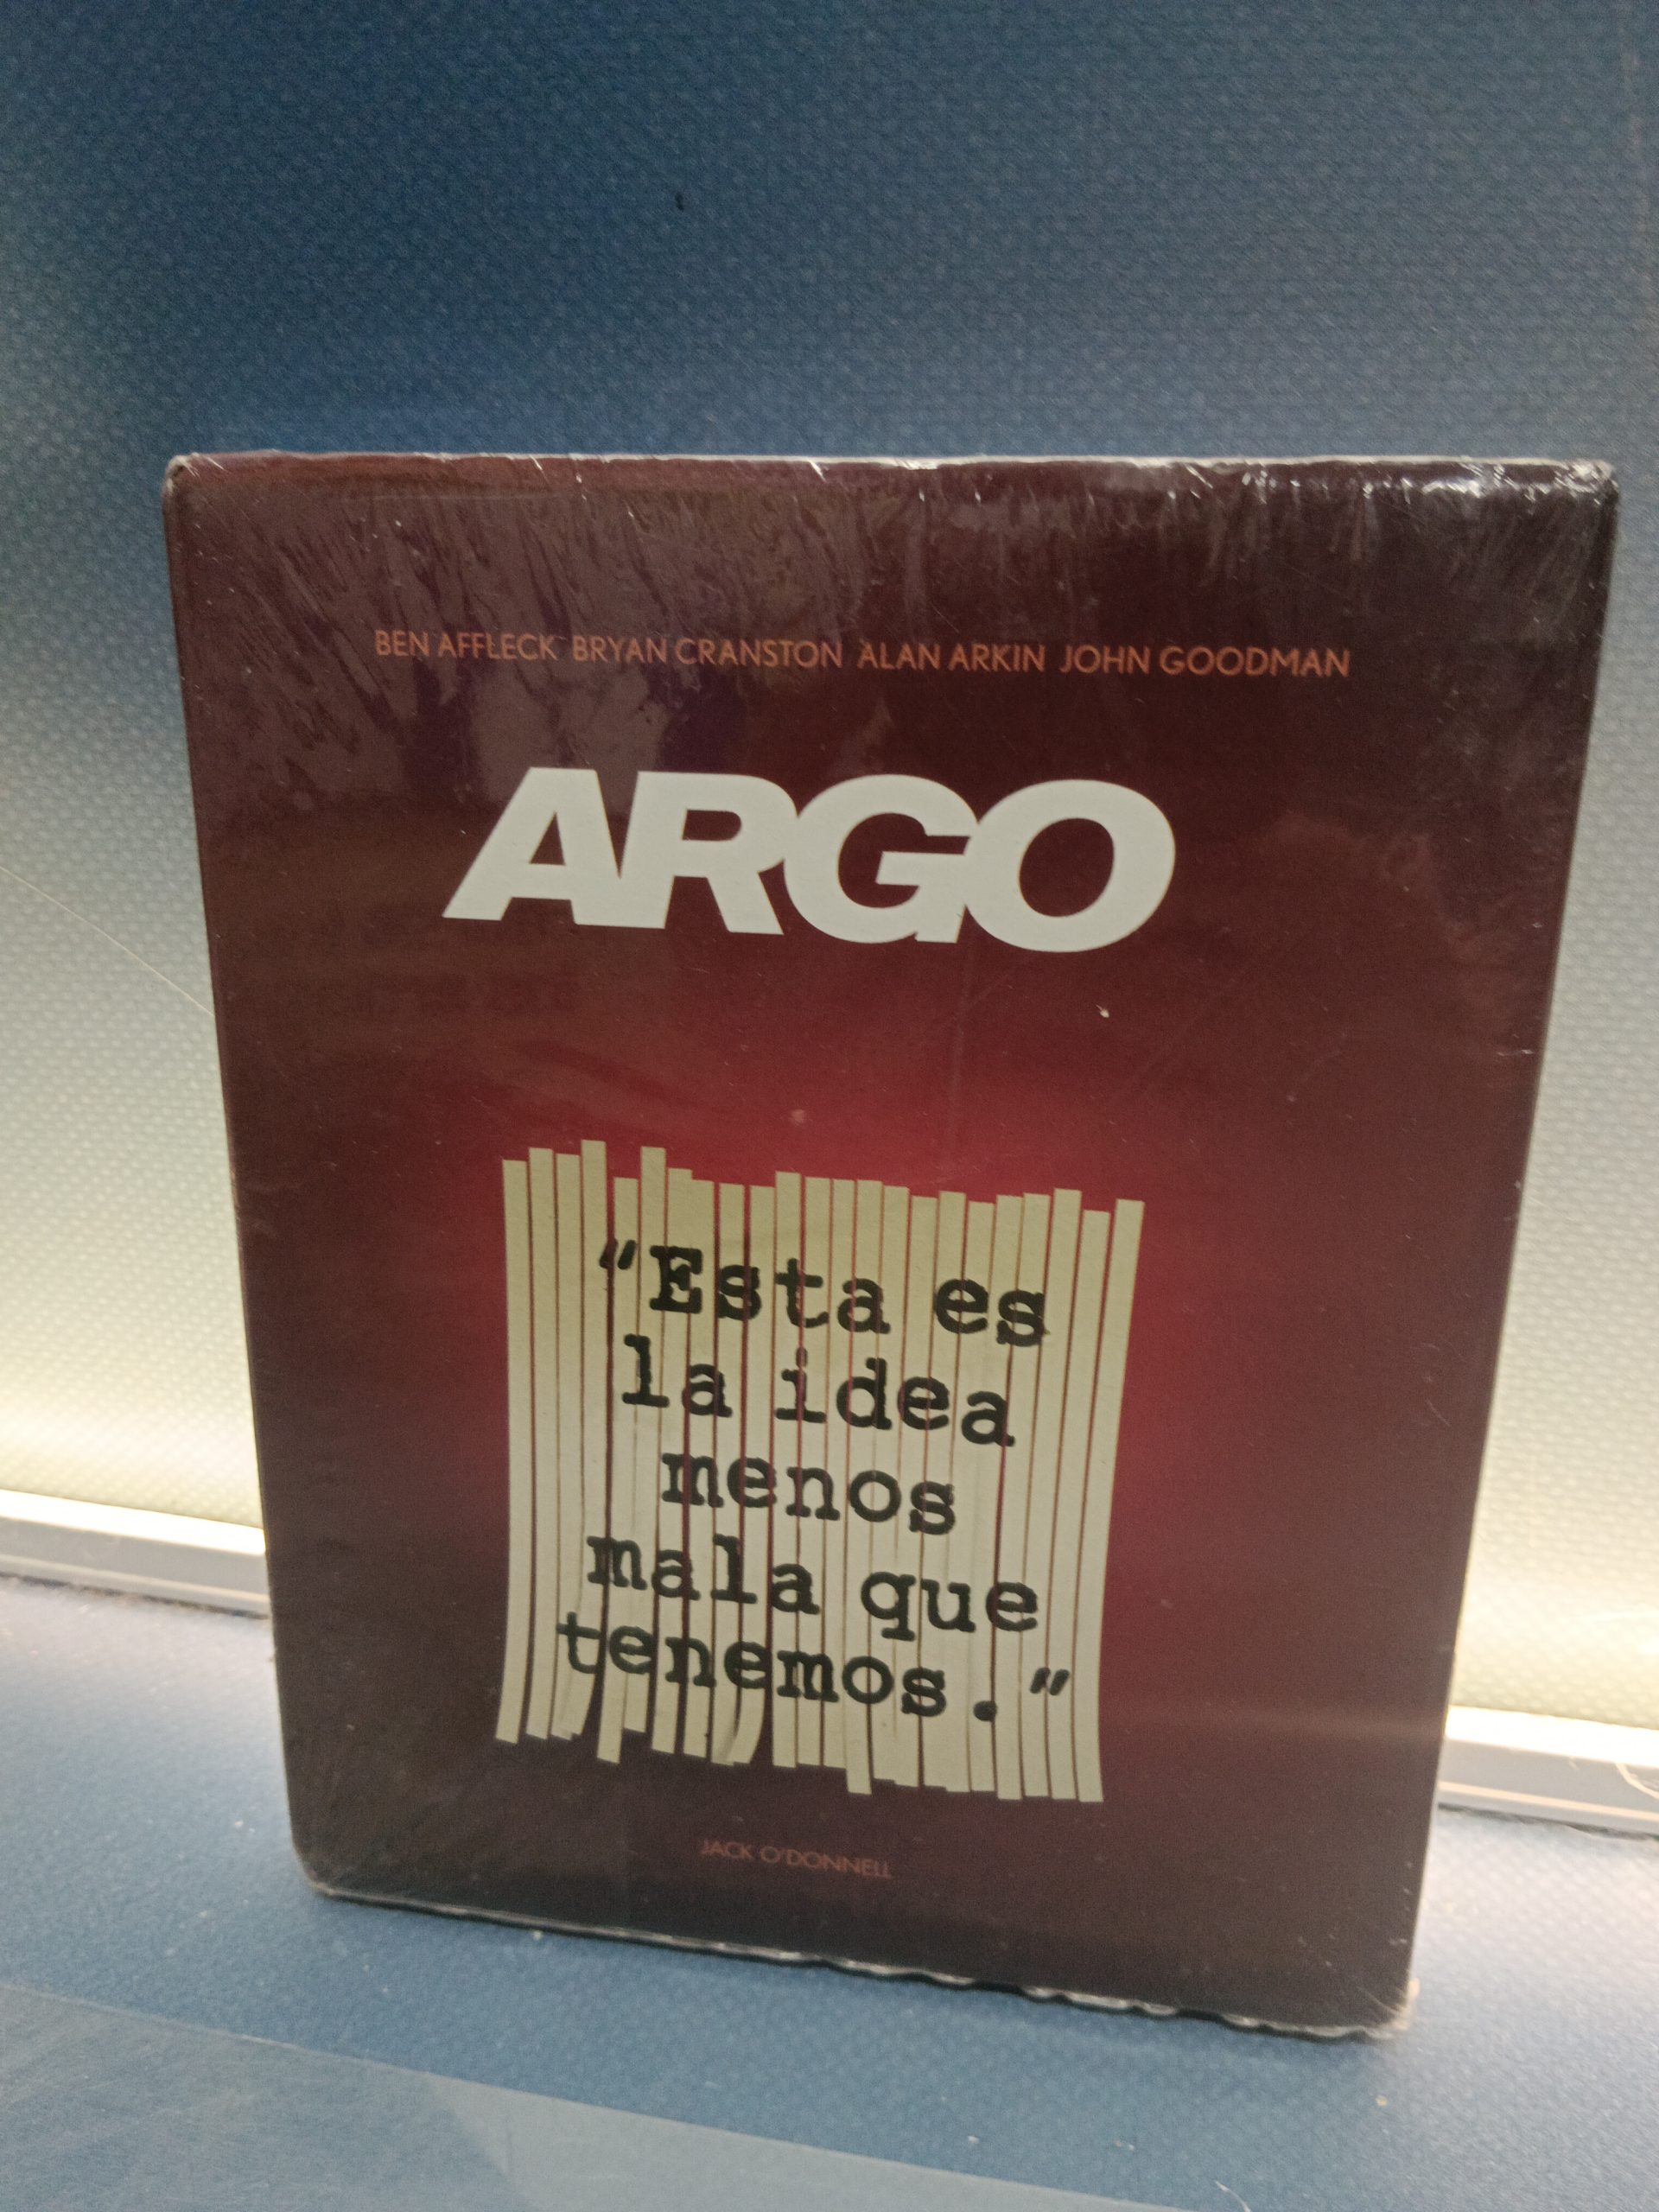 BEN AFFLECK BRYAN CRANSTON ALAN ARKIN JOHN GOODMAN
ARGO
"Esta es
la idea
menos
mala que
tenemos."
JACK O'DONNELL